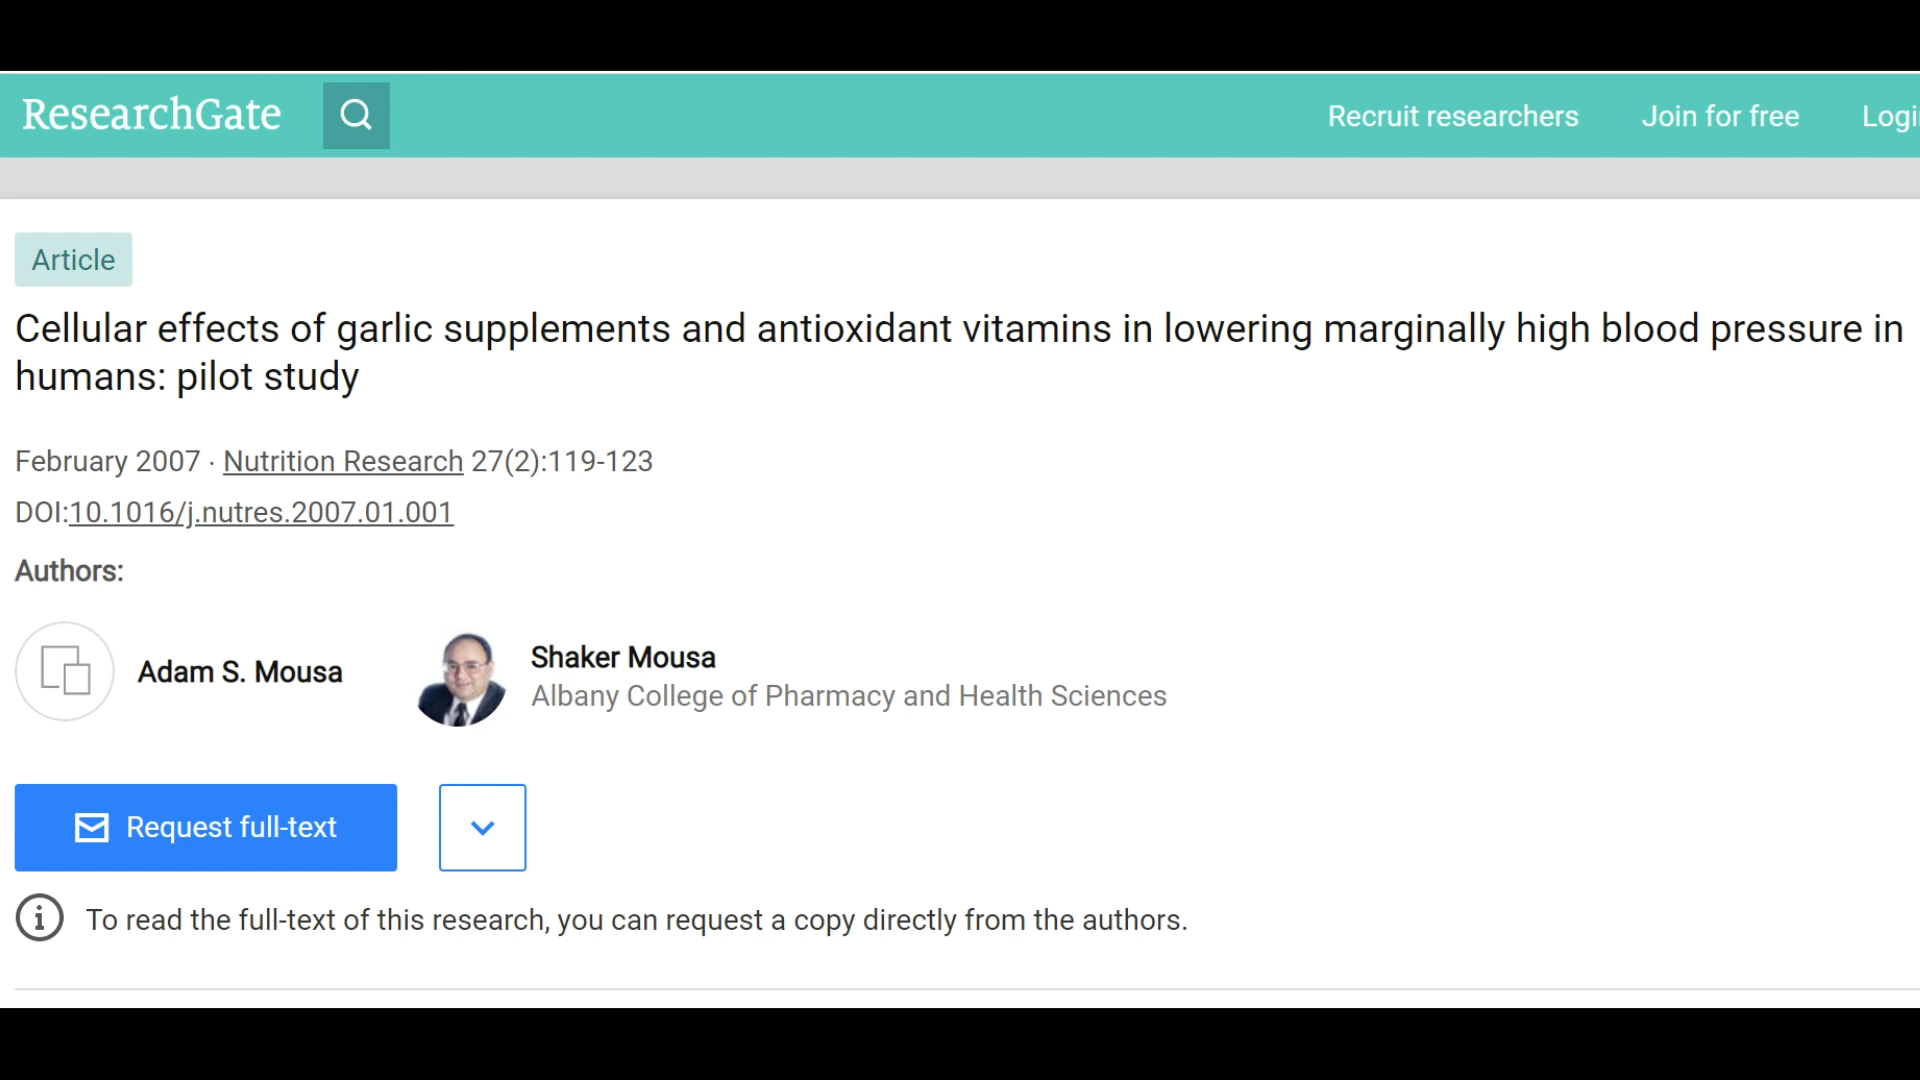 ResearchGate
Recruit researchers
Join for free
Article
Cellular effects of garlic supplements and antioxidant vitamins in lowering marginally high blood pressure in
humans: pilot study
February 2007 · Nutrition Research 27(2):119-123
DOI:10.1016/j.nutres.2007.01.001
Authors:
Adam S. Mousa
Shaker Mousa
Albany College of Pharmacy and Health Sciences
Request full-text
To read the full-text of this research, you can request a copy directly from the authors.